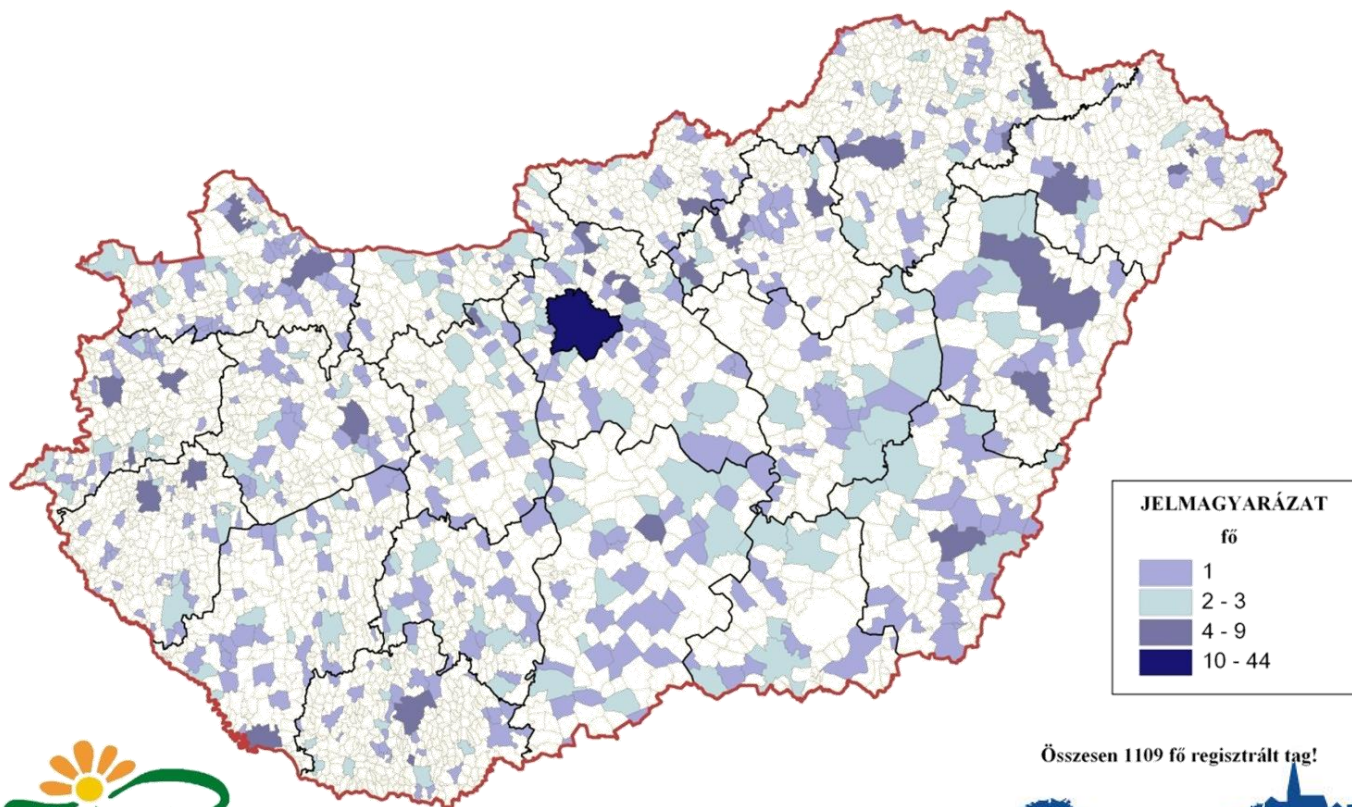 JELMAGYARÁZAT
fő
1
2 - 3
4 - 9
10 - 44
Összesen 1109 fő regisztrált tag!